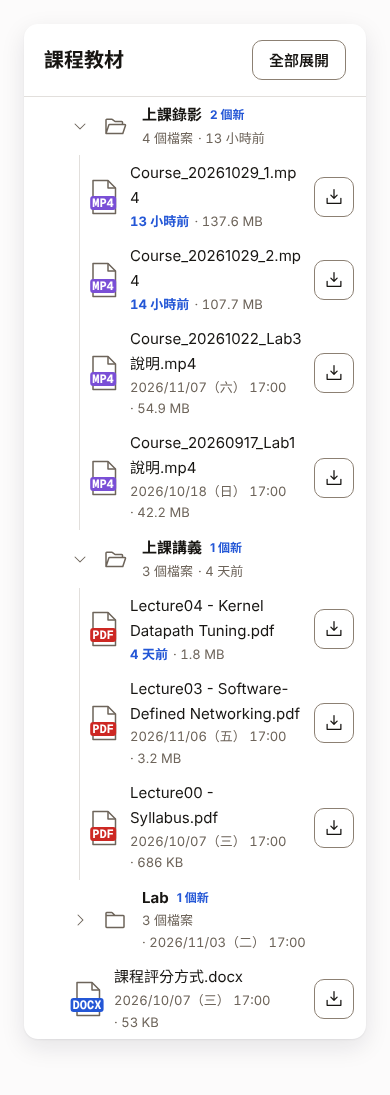 課程教材
全部展開
上課錄影 2 個新
4 個檔案 · 13 小時前
MP4
Course_20261029_1.mp
4
13 小時前 · 137.6 MB
MP4
Course_20261029_2.mp
4
14 小時前 · 107.7 MB
MP4
Course_20261022_Lab3
說明.mp4
2026/11/07（六） 17:00
· 54.9 MB
MP4
Course_20260917_Lab1
說明.mp4
2026/10/18（日） 17:00
· 42.2 MB
上課講義 1 個新
3 個檔案 · 4 天前
PDF
Lecture04 - Kernel
Datapath Tuning.pdf
4 天前 · 1.8 MB
PDF
Lecture03 - Software-
Defined Networking.pdf
2026/11/06（五） 17:00
· 3.2 MB
PDF
Lecture00 -
Syllabus.pdf
2026/10/07（三） 17:00
· 686 KB
Lab 1 個新
3 個檔案
· 2026/11/03（二） 17:00
DOCX
課程評分方式.docx
2026/10/07（三） 17:00
· 53 KB